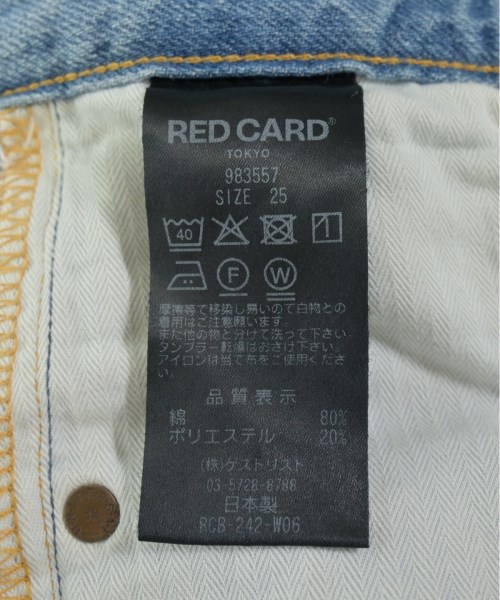 RED CARD®
TOKYO
983557
SIZE 25
40
F W
摩擦等で移染し易いので白物との
着用はご注意願います。
また他の物と分けて洗って下さい。
タンブラー乾燥はおさけ下さい。
アイロンは当て布をご使用くださ
い。
品質表示
綿 80%
ポリエステル 20%
(株)ゲストリスト
03-5728-8788
日本製
RCB-242-W06